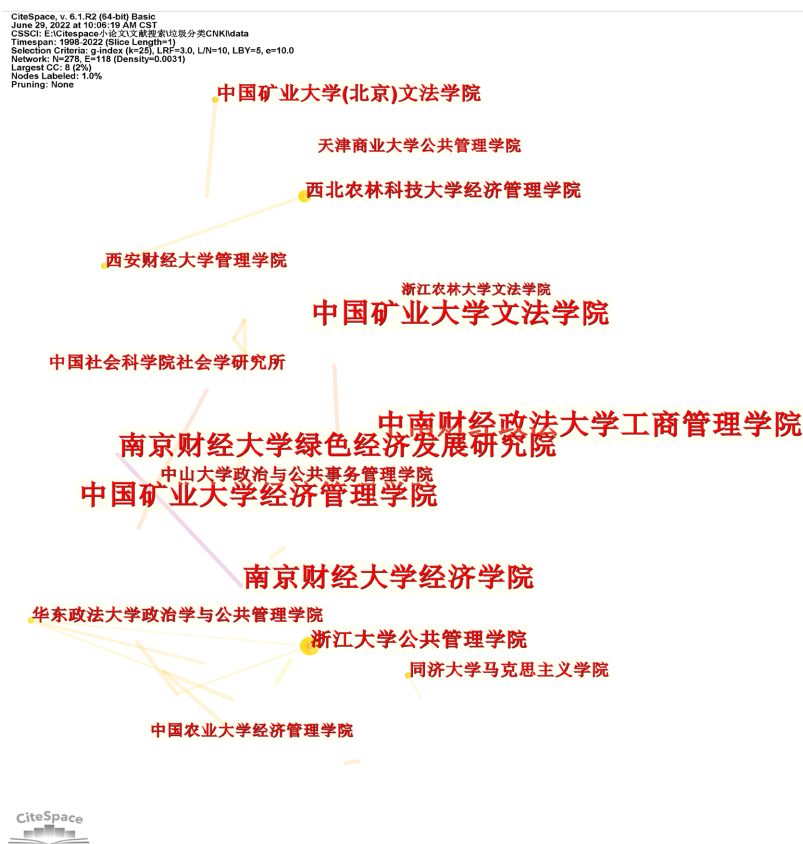 CiteSpace, v. 6.1.R2 (64-bit) Basic
June 29, 2022 at 10:06:19 AM CST
CSSCI: E:\Citespace小论文\文献搜索\垃圾分类CNKI\data
Timespan: 1998-2022 (Slice Length=1)
Selection Criteria: g-index (k=25), LRF=3.0, L/N=10, LBY=5, e=10.0
Network: N=278, E=118 (Density=0.0031)
Largest CC: 8 (2%)
Nodes Labeled: 1.0%
Pruning: None
中国矿业大学(北京)文法学院
天津商业大学公共管理学院
西北农林科技大学经济管理学院
西安财经大学管理学院
浙江农林大学文法学院
中国矿业大学文法学院
中国社会科学院社会学研究所
中南财经政法大学工商管理学院
南京财经大学绿色经济发展研究院
中山大学政治与公共事务管理学院
中国矿业大学经济管理学院
南京财经大学经济学院
华东政法大学政治学与公共管理学院
浙江大学公共管理学院
同济大学马克思主义学院
中国农业大学经济管理学院
CiteSpace